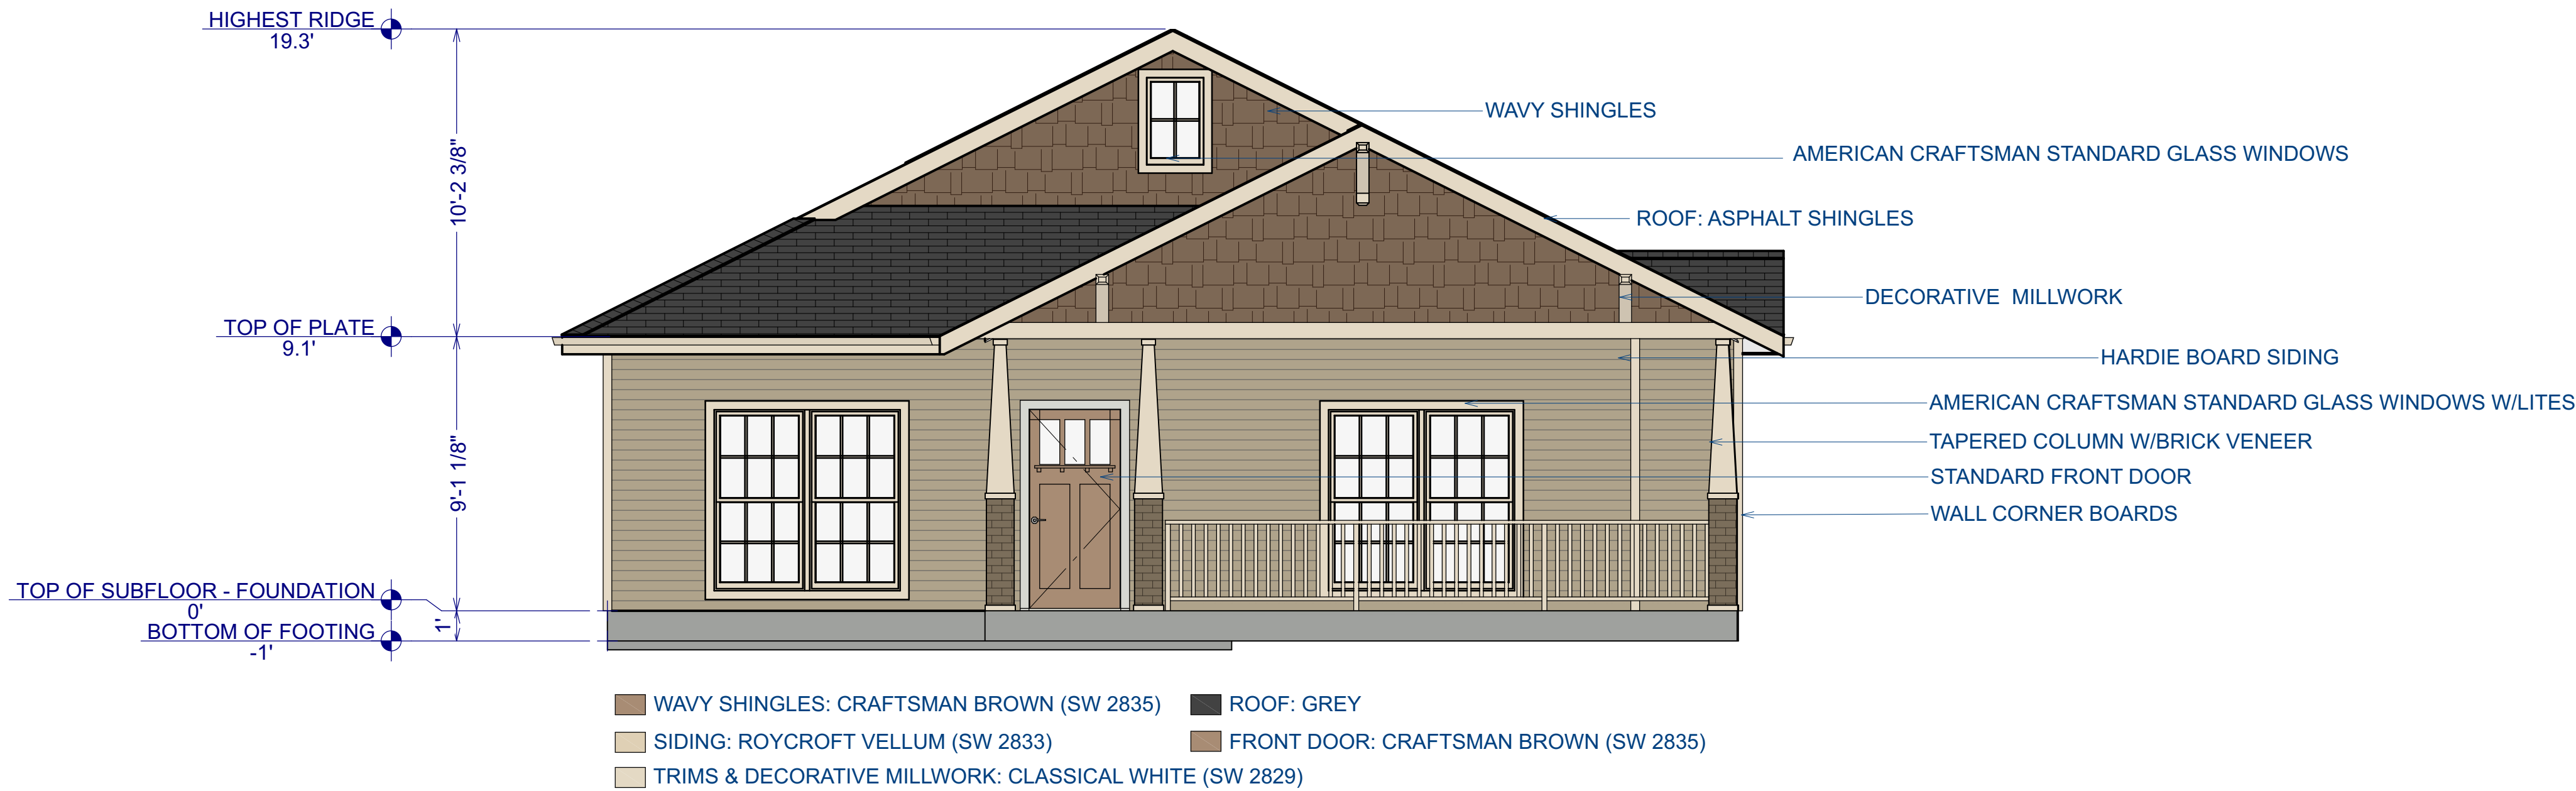 HIGHEST RIDGE
19.3'
10'-2 3/8"
TOP OF PLATE
9.1'
9'-1 1/8"
TOP OF SUBFLOOR - FOUNDATION
0'
1'
BOTTOM OF FOOTING
-1'
WAVY SHINGLES
AMERICAN CRAFTSMAN STANDARD GLASS WINDOWS
ROOF: ASPHALT SHINGLES
DECORATIVE MILLWORK
HARDIE BOARD SIDING
AMERICAN CRAFTSMAN STANDARD GLASS WINDOWS W/LITES
TAPERED COLUMN W/BRICK VENEER
STANDARD FRONT DOOR
WALL CORNER BOARDS
WAVY SHINGLES: CRAFTSMAN BROWN (SW 2835)
SIDING: ROYCROFT VELLUM (SW 2833)
TRIMS & DECORATIVE MILLWORK: CLASSICAL WHITE (SW 2829)
ROOF: GREY
FRONT DOOR: CRAFTSMAN BROWN (SW 2835)